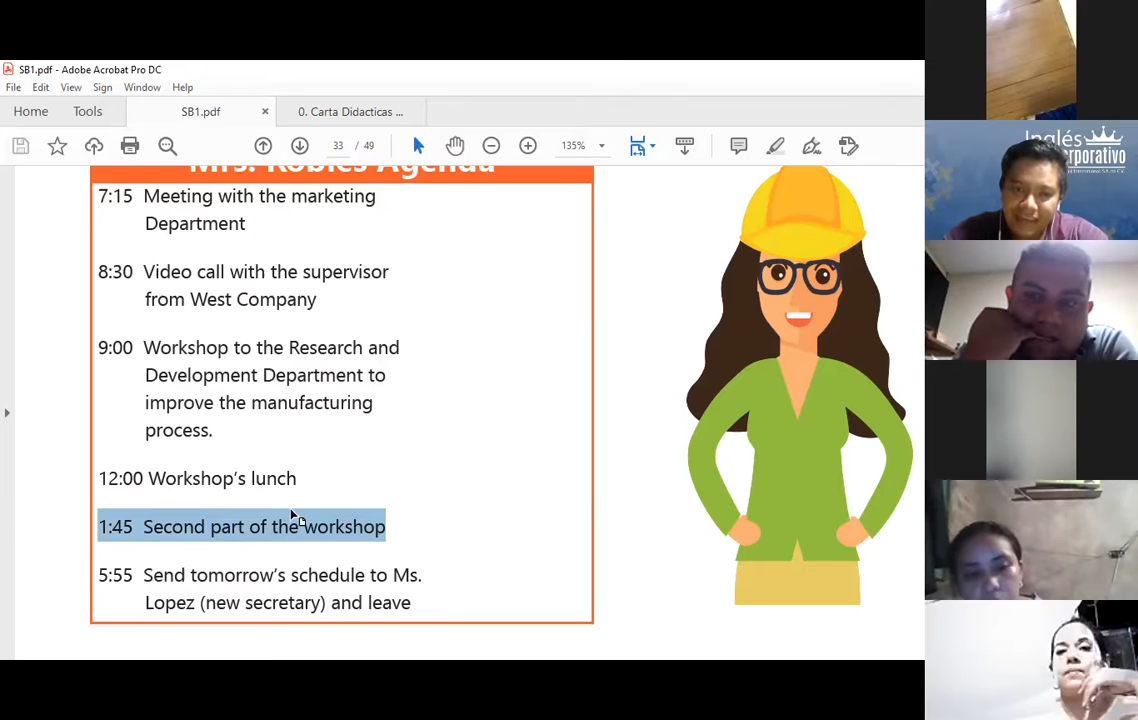 SB1.pdf - Adobe Acrobat Pro DC
File Edit View Sign Window Help
Home Tools SB1.pdf × 0. Carta Didacticas ...
33 / 49 135%
Mrs. Robles Agenda
7:15 Meeting with the marketing
Department
8:30 Video call with the supervisor
from West Company
9:00 Workshop to the Research and
Development Department to
improve the manufacturing
process.
12:00 Workshop's lunch
1:45 Second part of the workshop
5:55 Send tomorrow's schedule to Ms.
Lopez (new secretary) and leave
Inglés